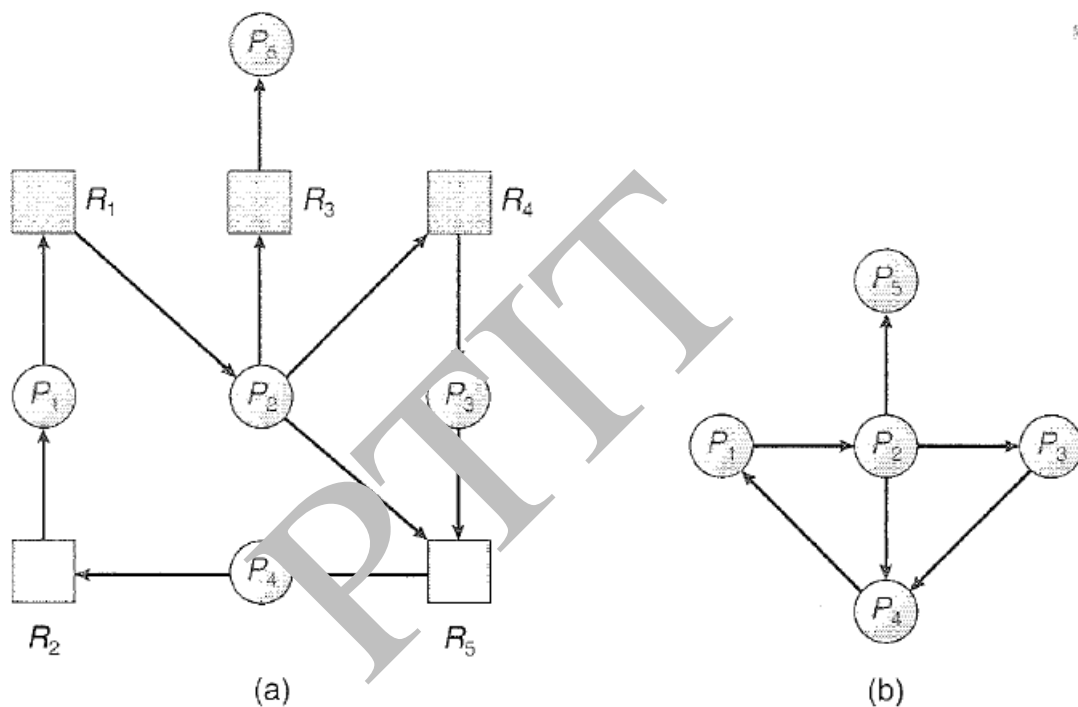 P₅
R₁ R₃ R₄
P₁ P₂ P₃
P₄
R₂ R₅
(a)
P₅
P₁ P₂ P₃
P₄
(b)
PTIT